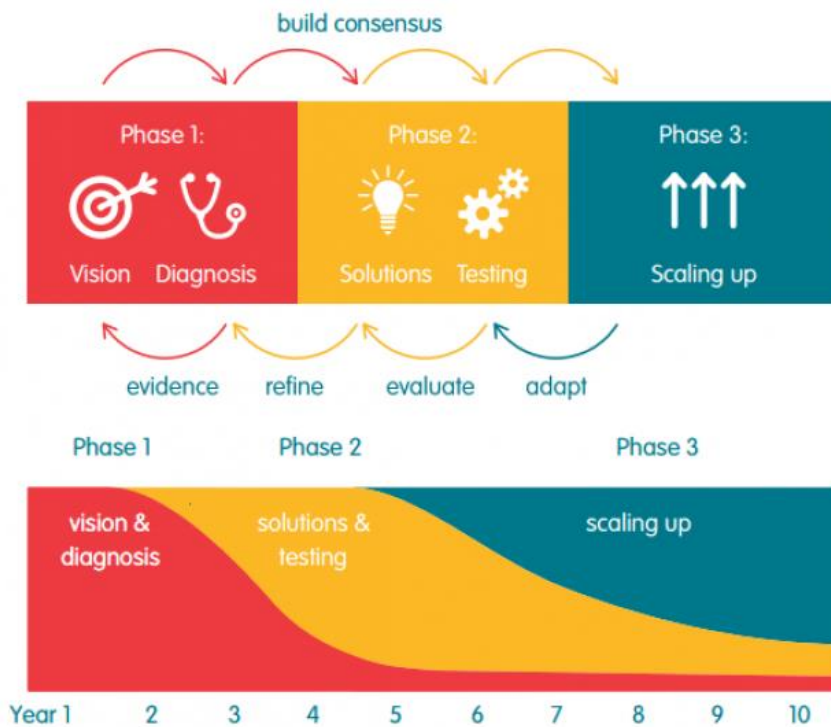 build consensus
Phase 1: Phase 2: Phase 3:
Vision Diagnosis Solutions Testing Scaling up
evidence refine evaluate adapt
Phase 1 Phase 2 Phase 3
vision & diagnosis
solutions & testing
scaling up
Year 1 2 3 4 5 6 7 8 9 10